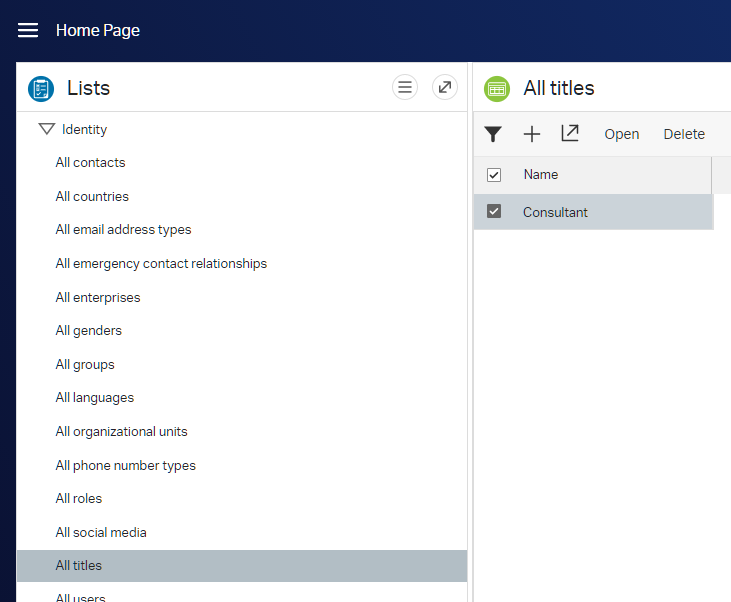 Home Page
Lists
Identity
All contacts
All countries
All email address types
All emergency contact relationships
All enterprises
All genders
All groups
All languages
All organizational units
All phone number types
All roles
All social media
All titles
All users
All titles
Open Delete
Name
Consultant